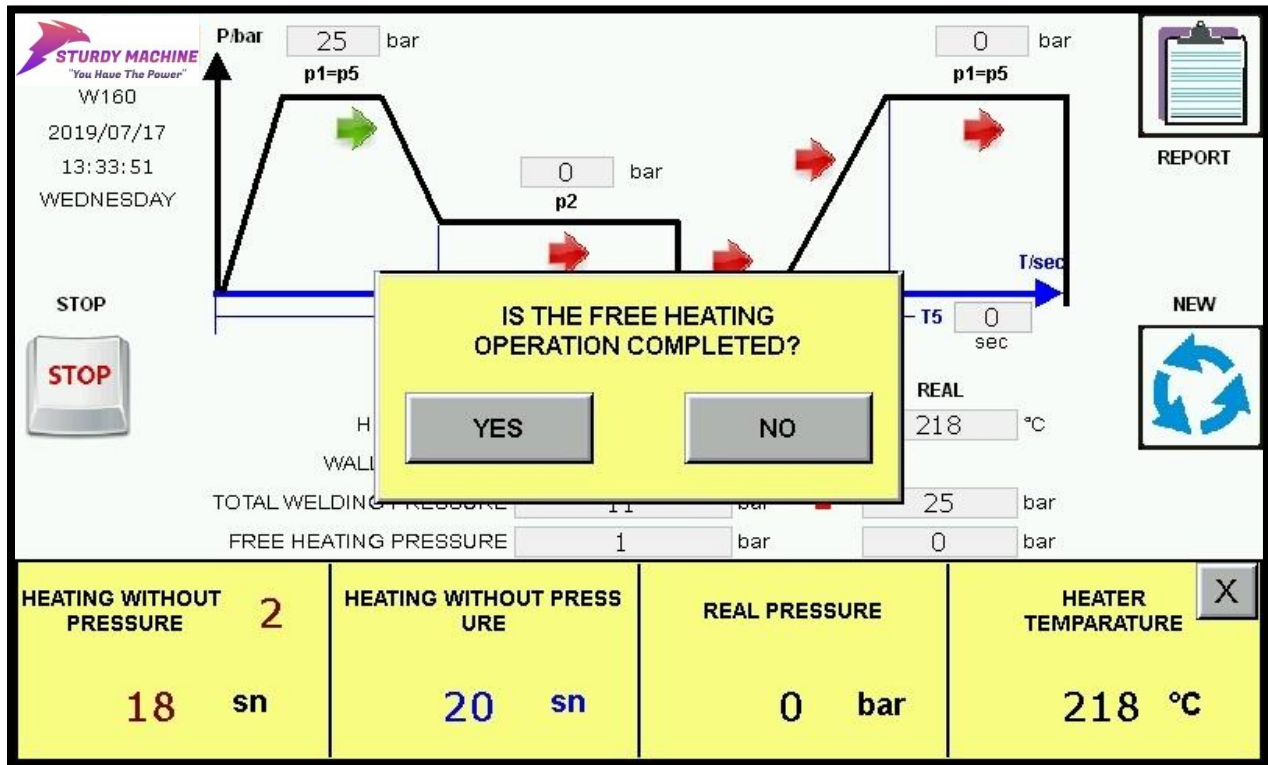 STURDY MACHINE
"You Have The Power"
W160
2019/07/17
13:33:51
WEDNESDAY
P/bar
25 bar
p1=p5
0 bar
p2
0 bar
p1=p5
T/sec
T5 0
sec
REPORT
STOP
STOP
NEW
IS THE FREE HEATING
OPERATION COMPLETED?
YES
NO
REAL
H
218 °C
WALL
TOTAL WELDING PRESSURE 11 bar 25 bar
FREE HEATING PRESSURE 1 bar 0 bar
HEATING WITHOUT
PRESSURE
2
18 sn
HEATING WITHOUT PRESS
URE
20 sn
REAL PRESSURE
0 bar
X
HEATER
TEMPARATURE
218 °C